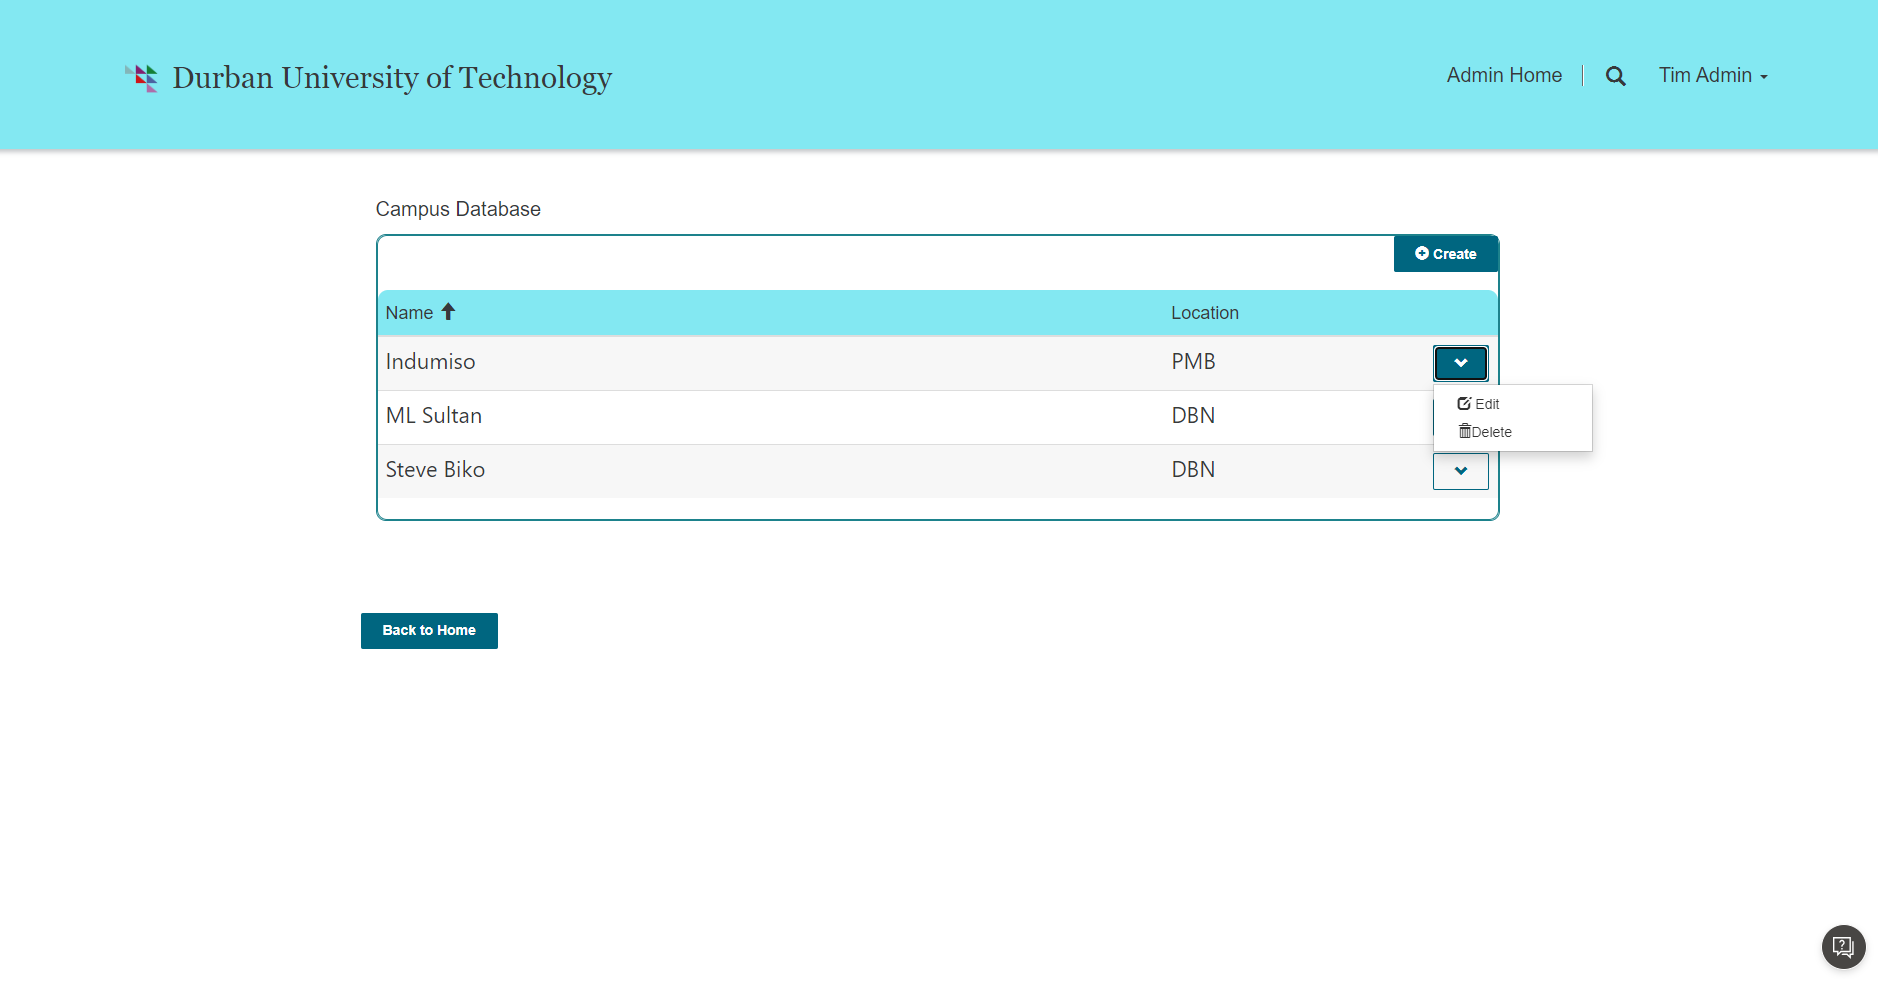 Durban University of Technology
Admin Home
Tim Admin
Campus Database
Create
Name Location
Indumiso PMB
Edit
ML Sultan DBN
Delete
Steve Biko DBN
Back to Home